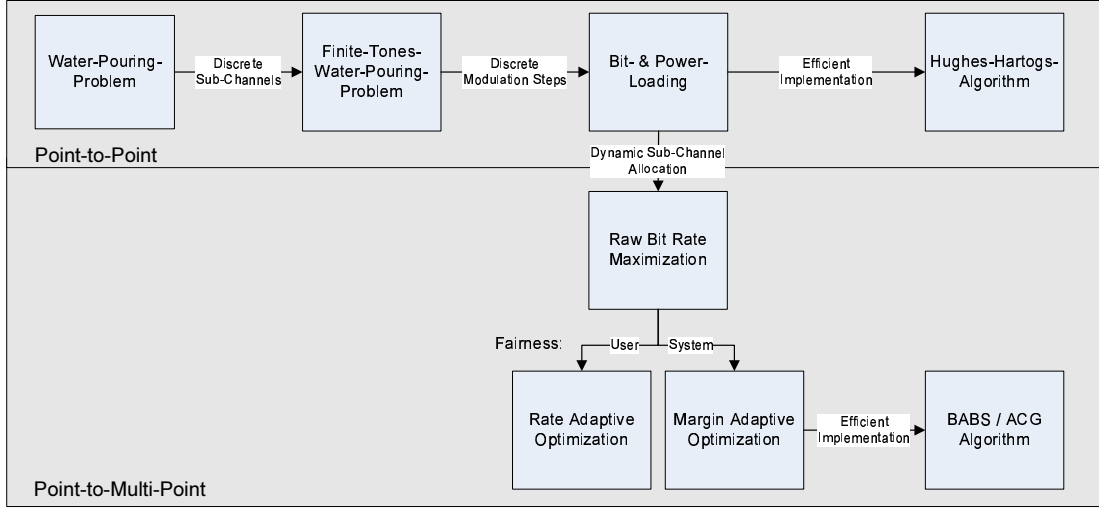 Water-Pouring-
Problem
Discrete
Sub-Channels
Finite-Tones-
Water-Pouring-
Problem
Discrete
Modulation Steps
Bit- & Power-
Loading
Efficient
Implementation
Hughes-Hartogs-
Algorithm
Point-to-Point
Dynamic Sub-Channel
Allocation
Raw Bit Rate
Maximization
Fairness:
User
System
Rate Adaptive
Optimization
Margin Adaptive
Optimization
Efficient
Implementation
BABS / ACG
Algorithm
Point-to-Multi-Point